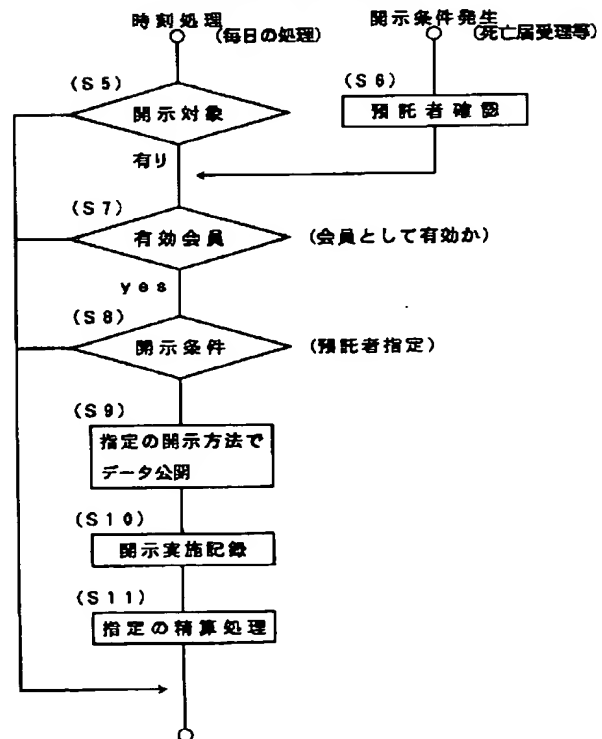 時刻処理
(毎日の処理)
開示条件発生
(死亡届受理等)
(S5)
開示対象
(S6)
預託者確認
有り
(S7)
有効会員
(会員として有効か)
yes
(S8)
開示条件
(預託者指定)
(S9)
指定の開示方法で
データ公開
(S10)
開示実施記録
(S11)
指定の精算処理